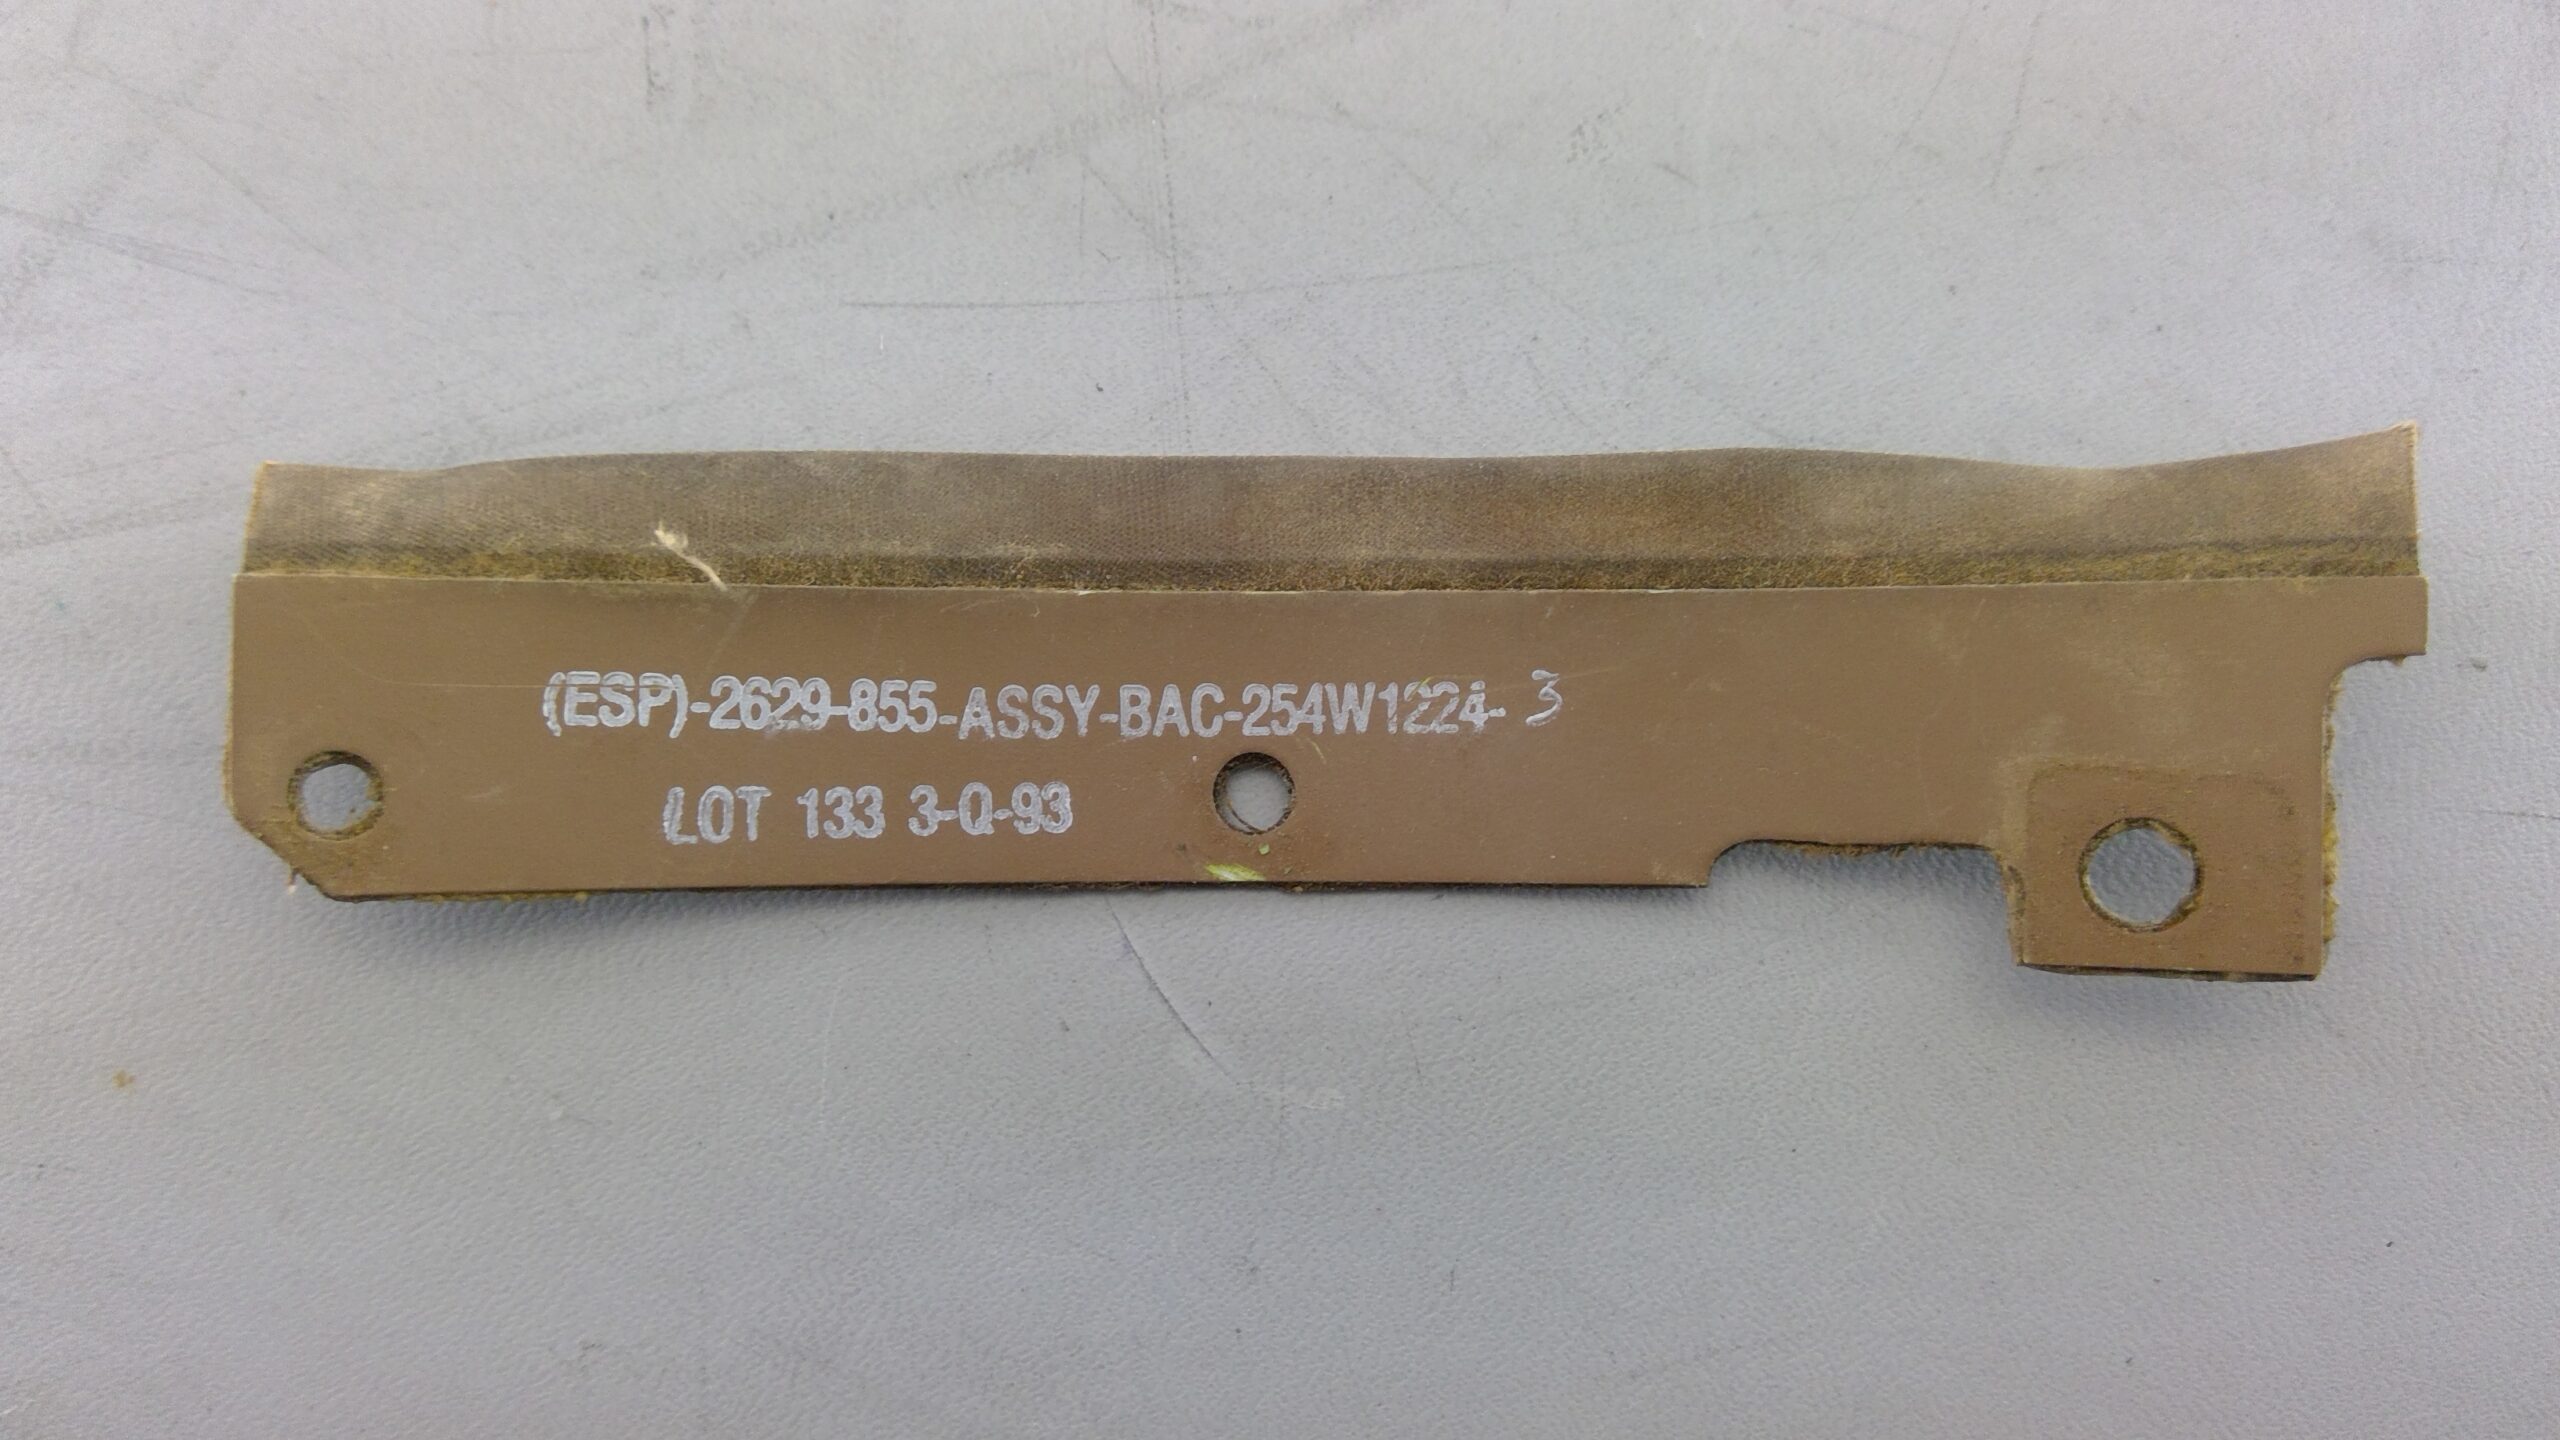 (ESP)-2629-855-ASSY-BAC-254W1224-3
LOT 133 3-Q-93